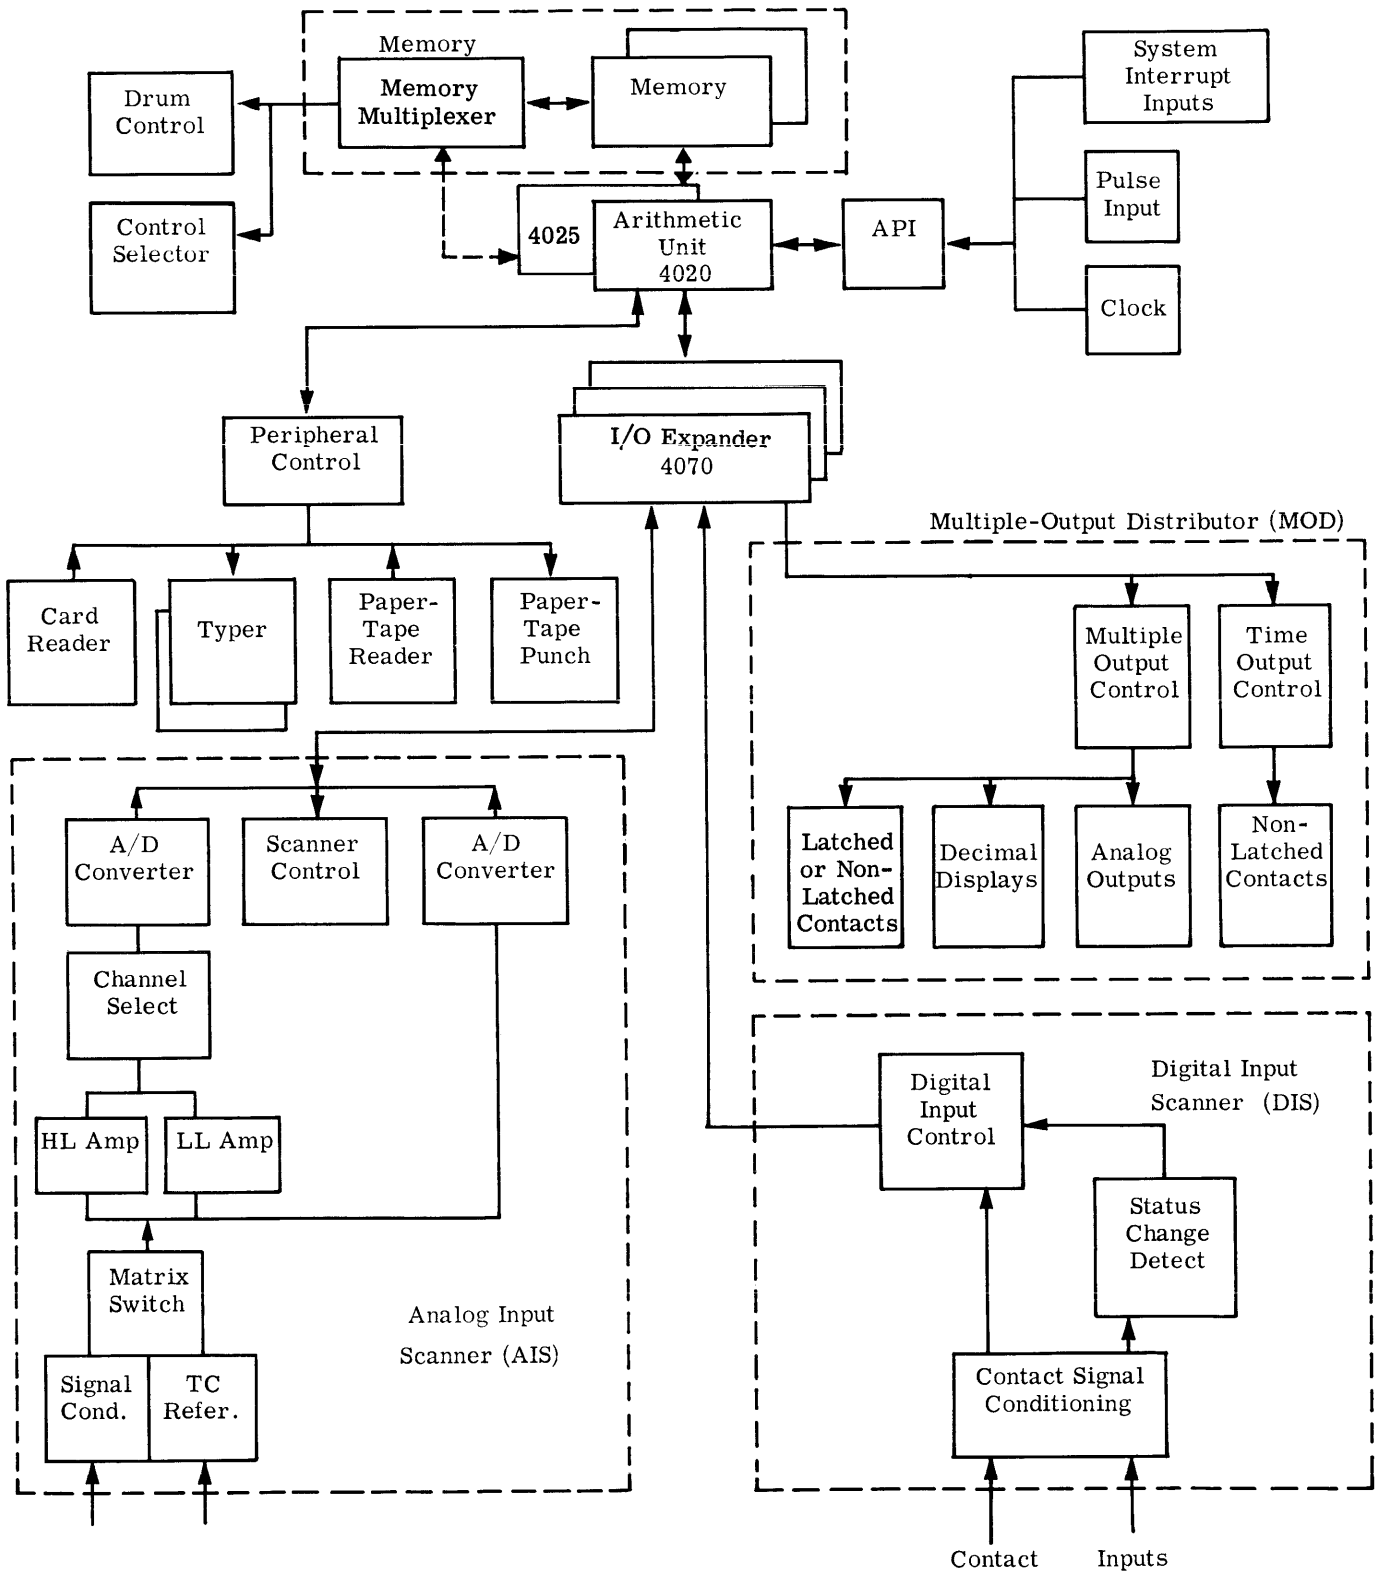 Memory
Memory
Multiplexer
Memory
System
Interrupt
Inputs
Drum
Control
Pulse
Input
Control
Selector
4025
Arithmetic
Unit
4020
API
Clock
Peripheral
Control
I/O Expander
4070
Multiple-Output Distributor (MOD)
Card
Reader
Typer
Paper-
Tape
Reader
Paper-
Tape
Punch
Multiple
Output
Control
Time
Output
Control
A/D
Converter
Scanner
Control
A/D
Converter
Latched
or Non-
Latched
Contacts
Decimal
Displays
Analog
Outputs
Non-
Latched
Contacts
Channel
Select
HL Amp
LL Amp
Digital
Input
Control
Digital Input
Scanner (DIS)
Status
Change
Detect
Matrix
Switch
Analog Input
Scanner (AIS)
Signal
Cond.
TC
Refer.
Contact Signal
Conditioning
Contact
Inputs